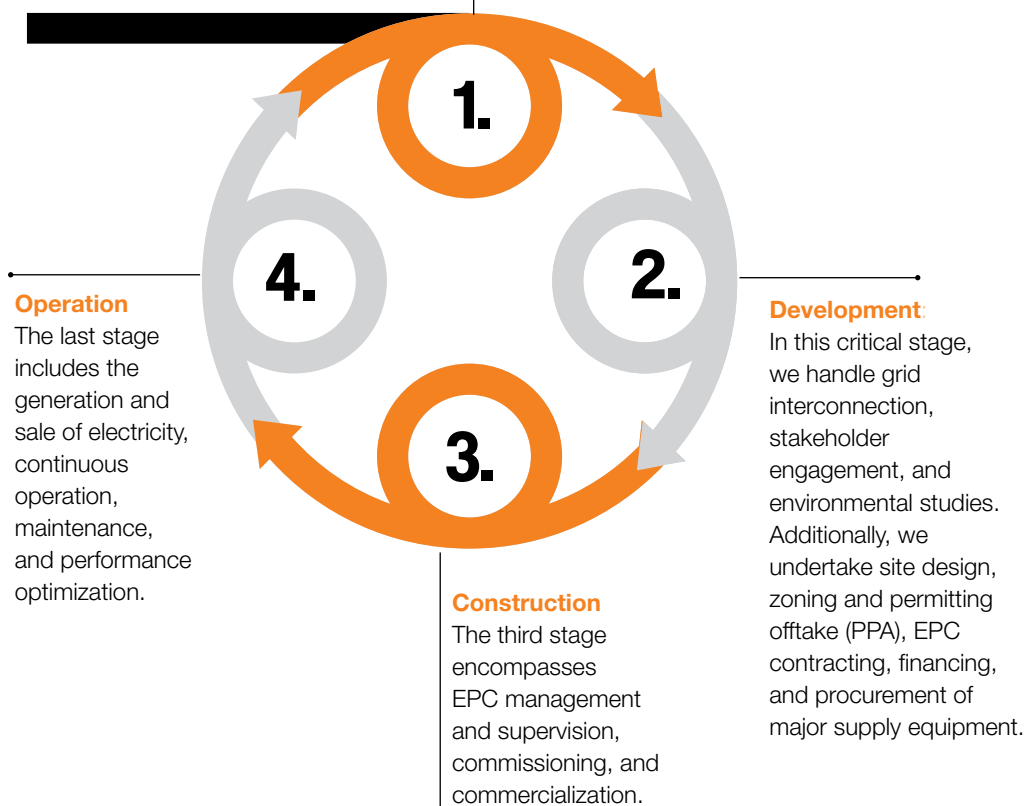 1.
2.
3.
4.
Development:
In this critical stage,
we handle grid
interconnection,
stakeholder
engagement, and
environmental studies.
Additionally, we
undertake site design,
zoning and permitting
offtake (PPA), EPC
contracting, financing,
and procurement of
major supply equipment.
Construction
The third stage
encompasses
EPC management
and supervision,
commissioning, and
commercialization.
Operation
The last stage
includes the
generation and
sale of electricity,
continuous
operation,
maintenance,
and performance
optimization.